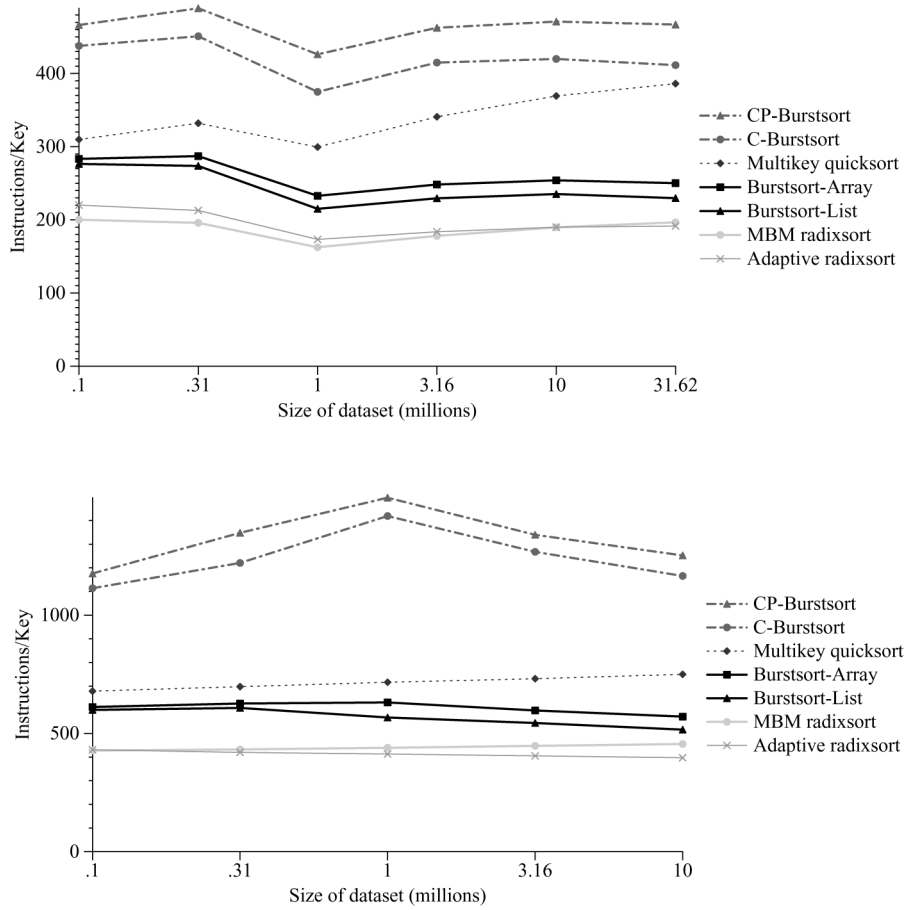 400
300
200
100
0
Instructions/Key
.1 .31 1 3.16 10 31.62
Size of dataset (millions)
CP-Burstsort
C-Burstsort
Multikey quicksort
Burstsort-Array
Burstsort-List
MBM radixsort
Adaptive radixsort
1000
500
0
Instructions/Key
.1 .31 1 3.16 10
Size of dataset (millions)
CP-Burstsort
C-Burstsort
Multikey quicksort
Burstsort-Array
Burstsort-List
MBM radixsort
Adaptive radixsort